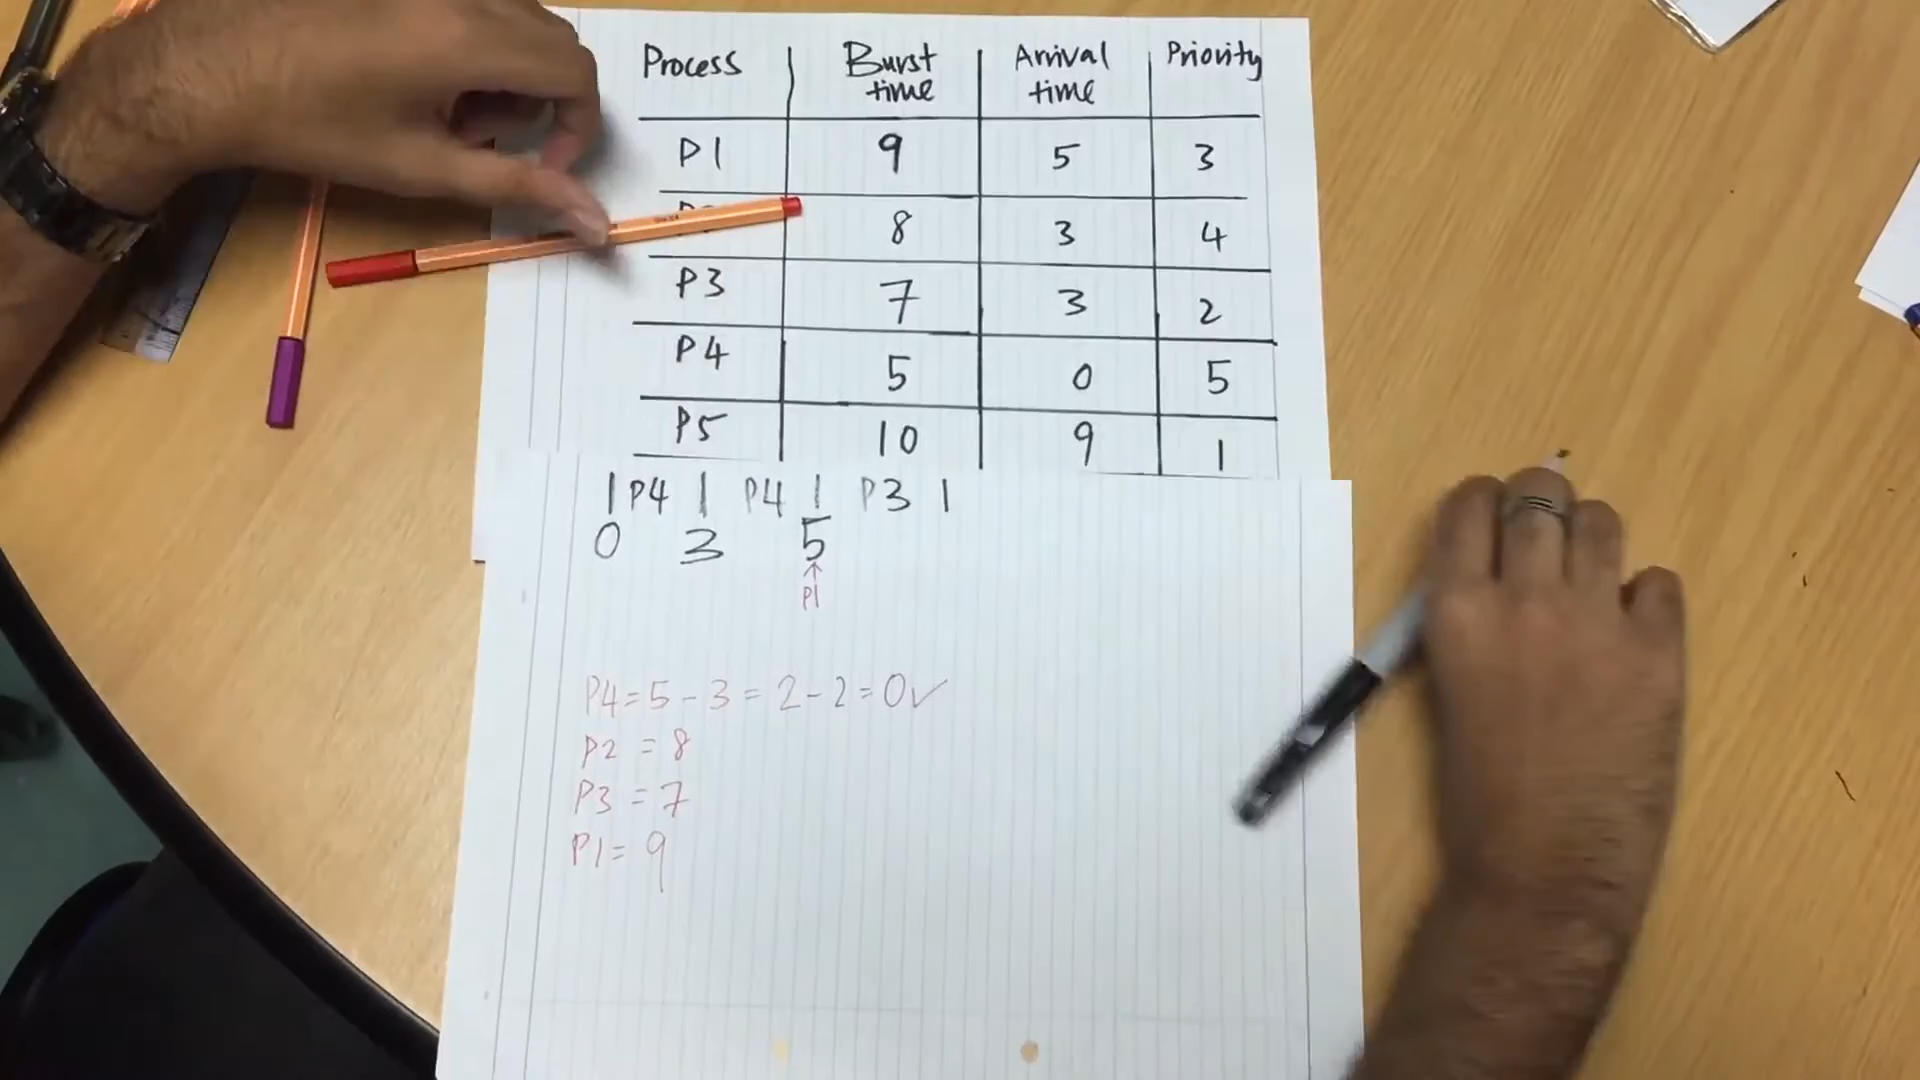 Process Burst time Arrival time Priority
P1 9 5 3
8 3 4
P3 7 3 2
P4 5 0 5
P5 10 9 1
| P4 | P4 | P3 |
0 3 5
↑
P1
P4 = 5 - 3 = 2 - 2 = 0 ✓
P2 = 8
P3 = 7
P1 = 9